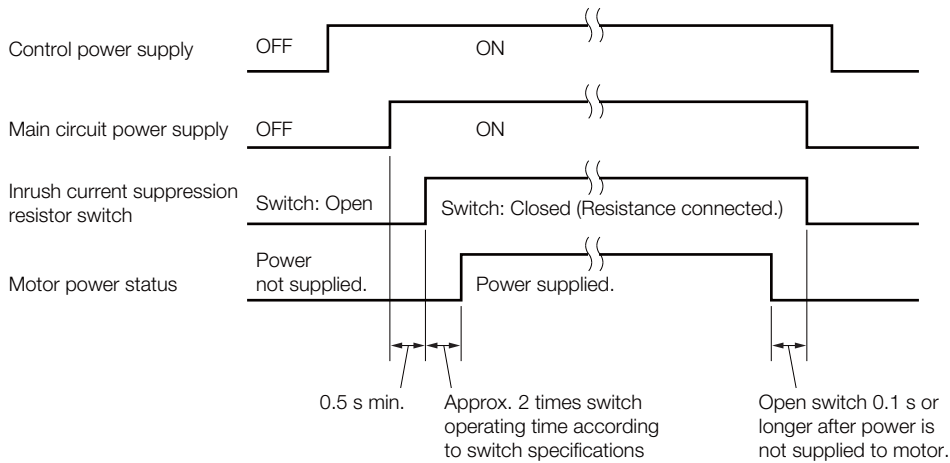 Control power supply
OFF
ON
Main circuit power supply
OFF
ON
Inrush current suppression
resistor switch
Switch: Open
Switch: Closed (Resistance connected.)
Motor power status
Power
not supplied.
Power supplied.
0.5 s min.
Approx. 2 times switch
operating time according
to switch specifications
Open switch 0.1 s or
longer after power is
not supplied to motor.